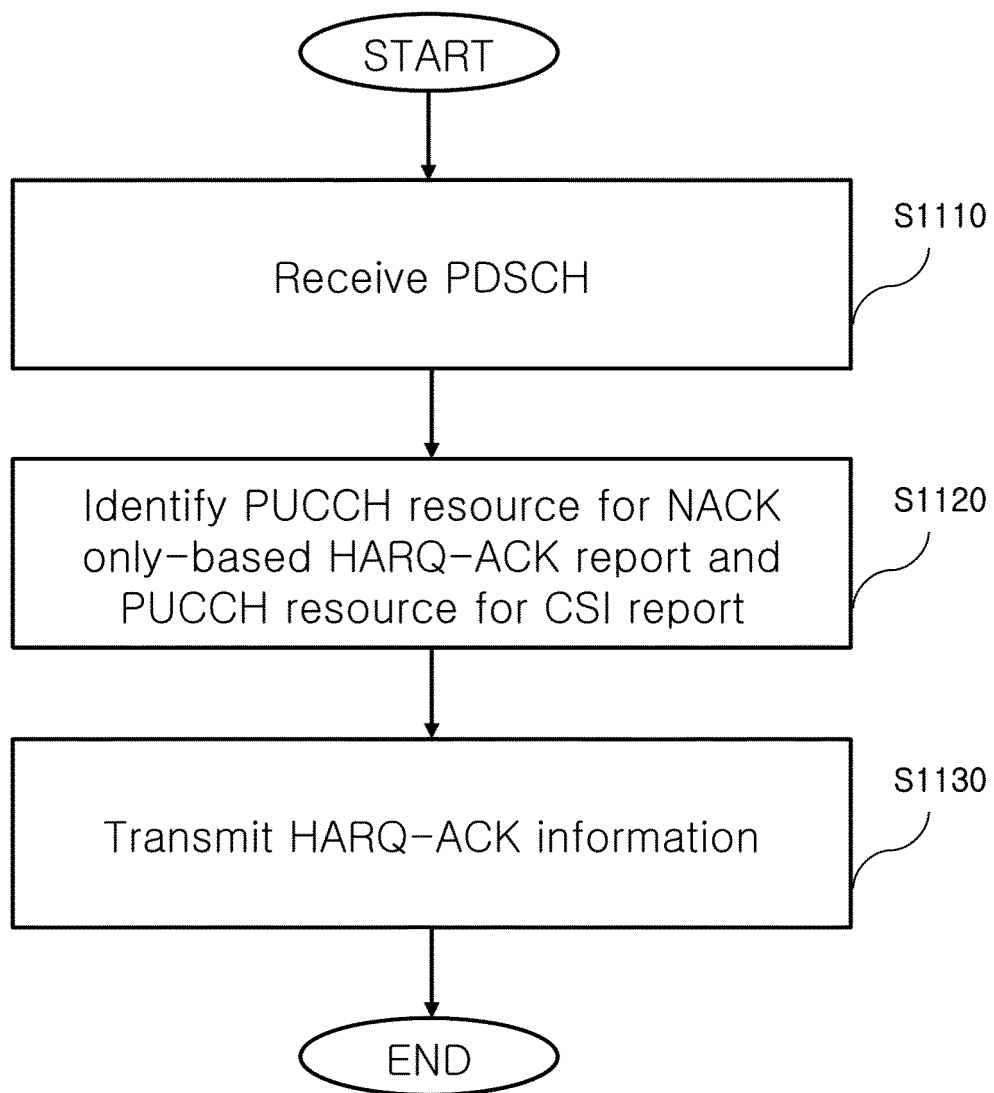 START
Receive PDSCH
S1110
Identify PUCCH resource for NACK
only-based HARQ-ACK report and
PUCCH resource for CSI report
S1120
Transmit HARQ-ACK information
S1130
END